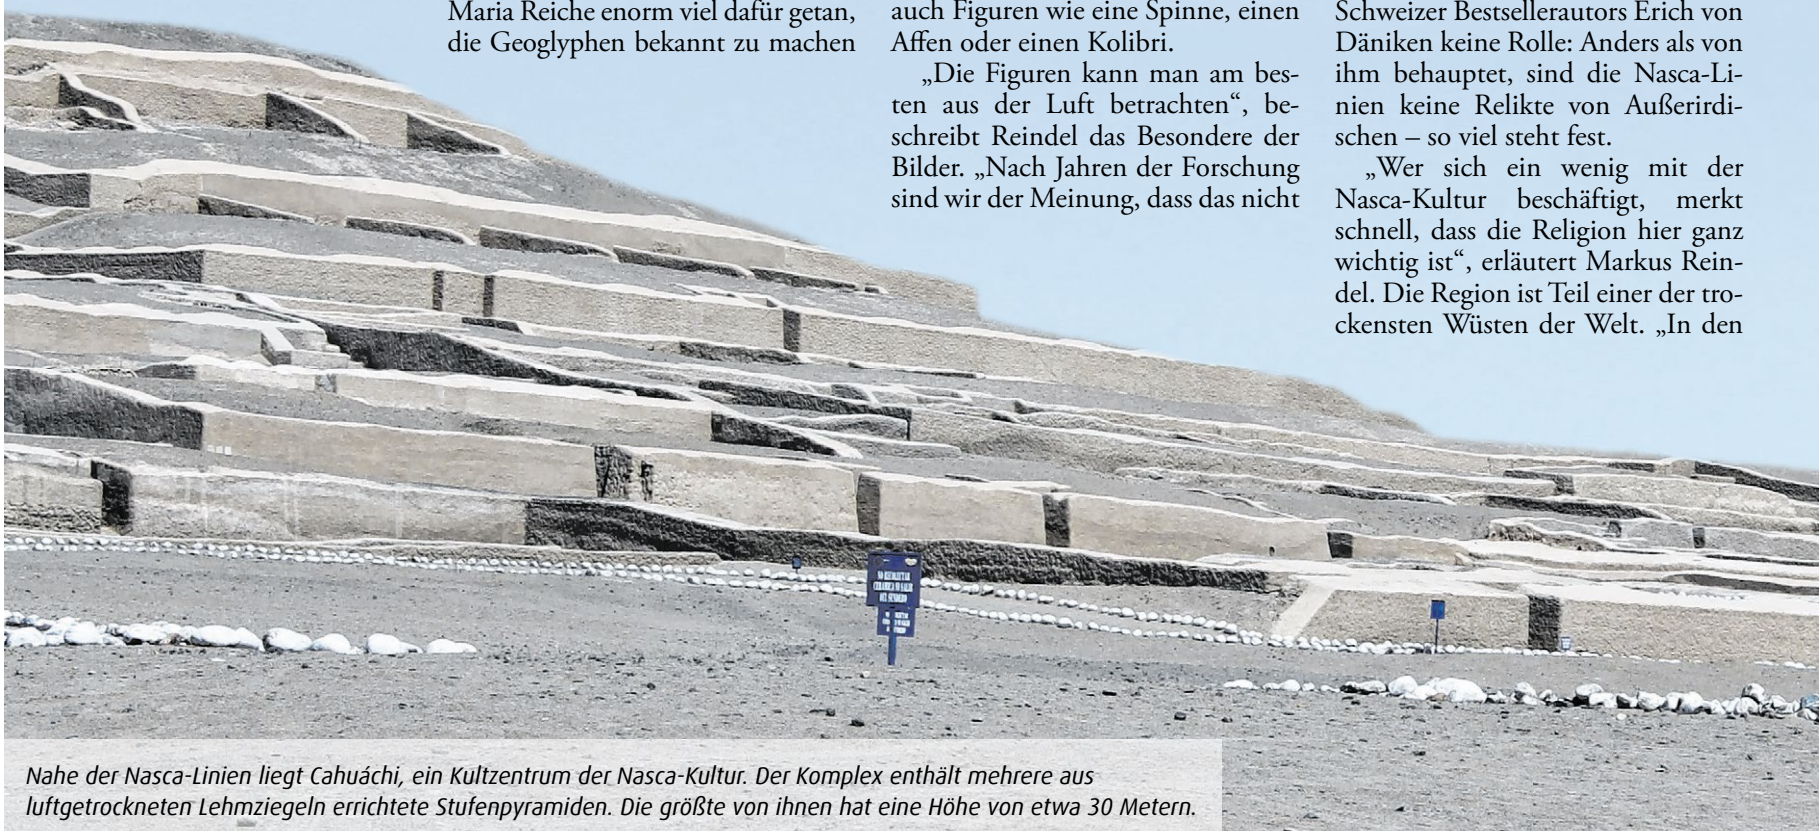 Maria Reiche enorm viel dafür getan,
die Geoglyphen bekannt zu machen
auch Figuren wie eine Spinne, einen
Affen oder einen Kolibri.
„Die Figuren kann man am bes-
ten aus der Luft betrachten“, be-
schreibt Reindel das Besondere der
Bilder. „Nach Jahren der Forschung
sind wir der Meinung, dass das nicht
Schweizer Bestsellerautors Erich von
Däniken keine Rolle: Anders als von
ihm behauptet, sind die Nasca-Li-
nien keine Relikte von Außerirdi-
schen – so viel steht fest.
„Wer sich ein wenig mit der
Nasca-Kultur beschäftigt, merkt
schnell, dass die Religion hier ganz
wichtig ist“, erläutert Markus Rein-
del. Die Region ist Teil einer der tro-
ckensten Wüsten der Welt. „In den
NO RECOLECTAR
CERAMICA NI SALIR
DEL SENDERO
Nahe der Nasca-Linien liegt Cahuáchi, ein Kultzentrum der Nasca-Kultur. Der Komplex enthält mehrere aus
luftgetrockneten Lehmziegeln errichtete Stufenpyramiden. Die größte von ihnen hat eine Höhe von etwa 30 Metern.